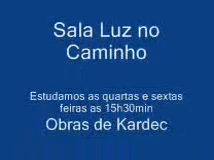 Sala Luz no
Caminho
Estudamos as quartas e sextas
feiras as 15h30min
Obras de Kardec